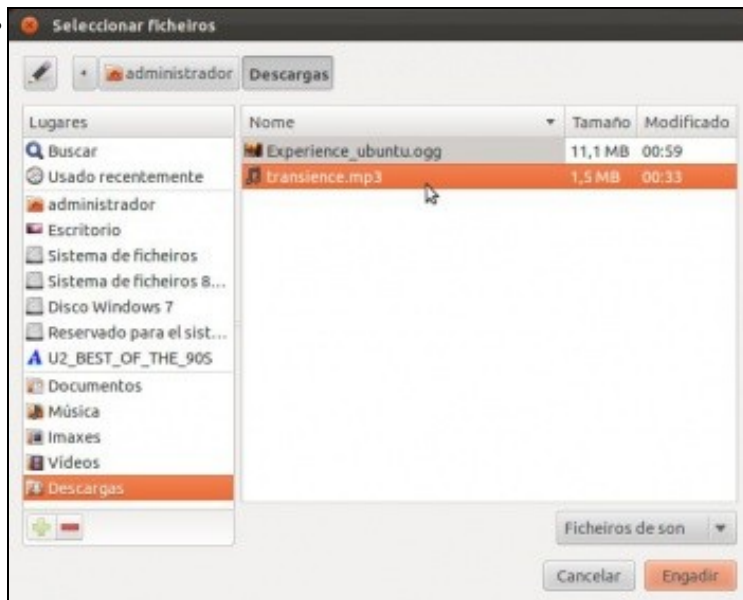 Seleccionar ficheiros
administrador Descargas
Lugares
Buscar
Usado recentemente
administrador
Escritorio
Sistema de ficheiros
Sistema de ficheiros 8...
Disco Windows 7
Reservado para el sist...
U2_BEST_OF_THE_90S
Documentos
Música
Imaxes
Vídeos
Descargas
Nome Tamaño Modificado
Experience_ubuntu.ogg 11,1 MB 00:59
transience.mp3 1,5 MB 00:33
Ficheiros de son
Cancelar Engadir